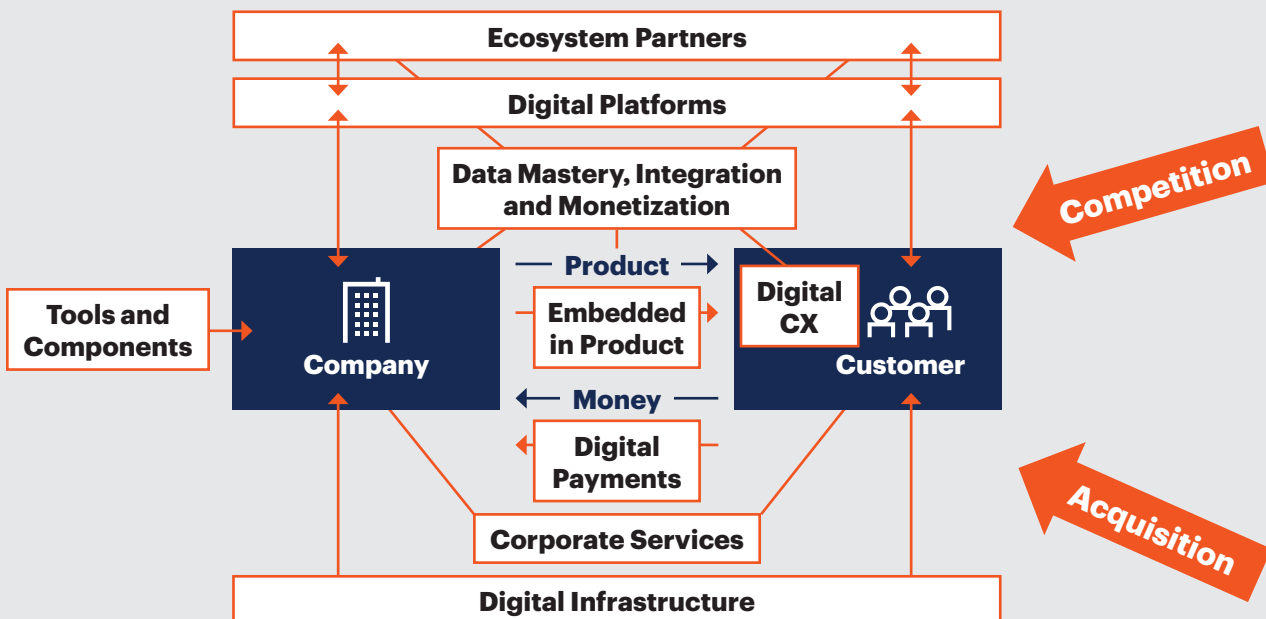 Ecosystem Partners
Digital Platforms
Data Mastery, Integration
and Monetization
Competition
Product
Tools and
Components
Company
Embedded
in Product
Digital
CX
Customer
Money
Digital
Payments
Acquisition
Corporate Services
Digital Infrastructure